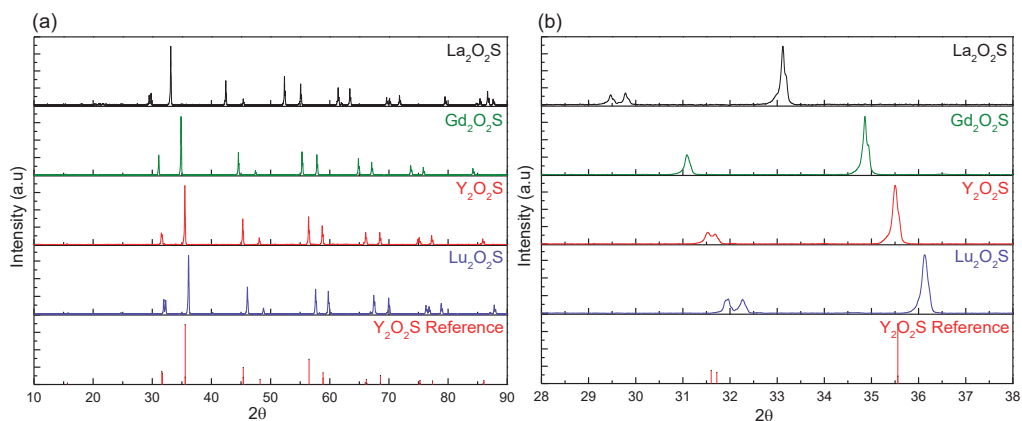 (a)
La₂O₂S
Gd₂O₂S
Y₂O₂S
Lu₂O₂S
Y₂O₂S Reference
Intensity (a.u)
10 20 30 40 50 60 70 80 90
2θ
(b)
La₂O₂S
Gd₂O₂S
Y₂O₂S
Lu₂O₂S
Y₂O₂S Reference
Intensity (a.u)
28 29 30 31 32 33 34 35 36 37 38
2θ